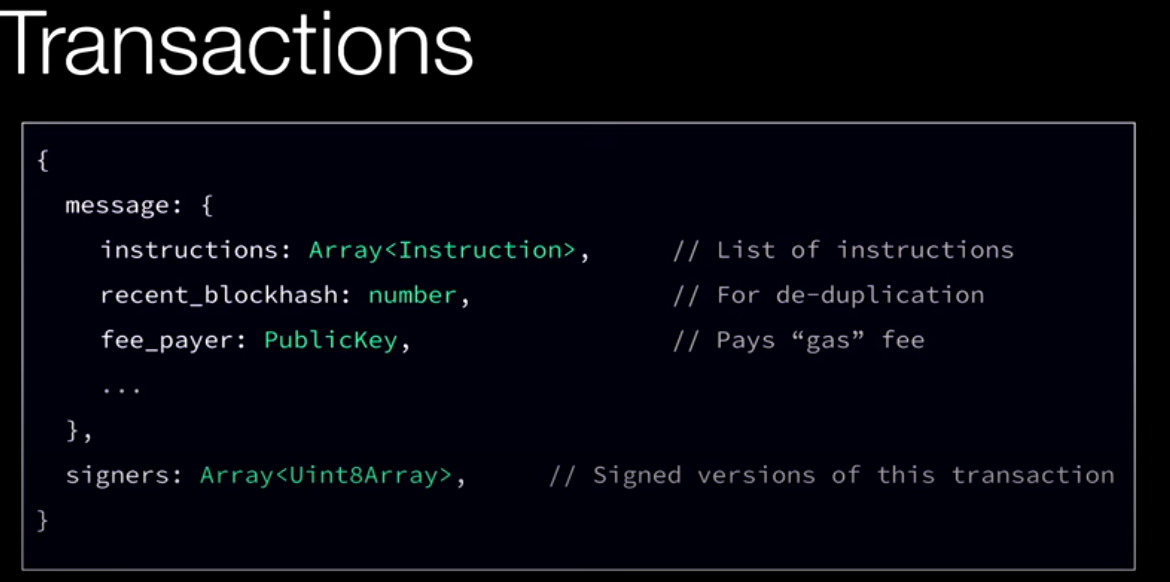 Transactions
{
message: {
instructions: Array<Instruction>, // List of instructions
recent_blockhash: number, // For de-duplication
fee_payer: PublicKey, // Pays “gas” fee
...
},
signers: Array<Uint8Array>, // Signed versions of this transaction
}